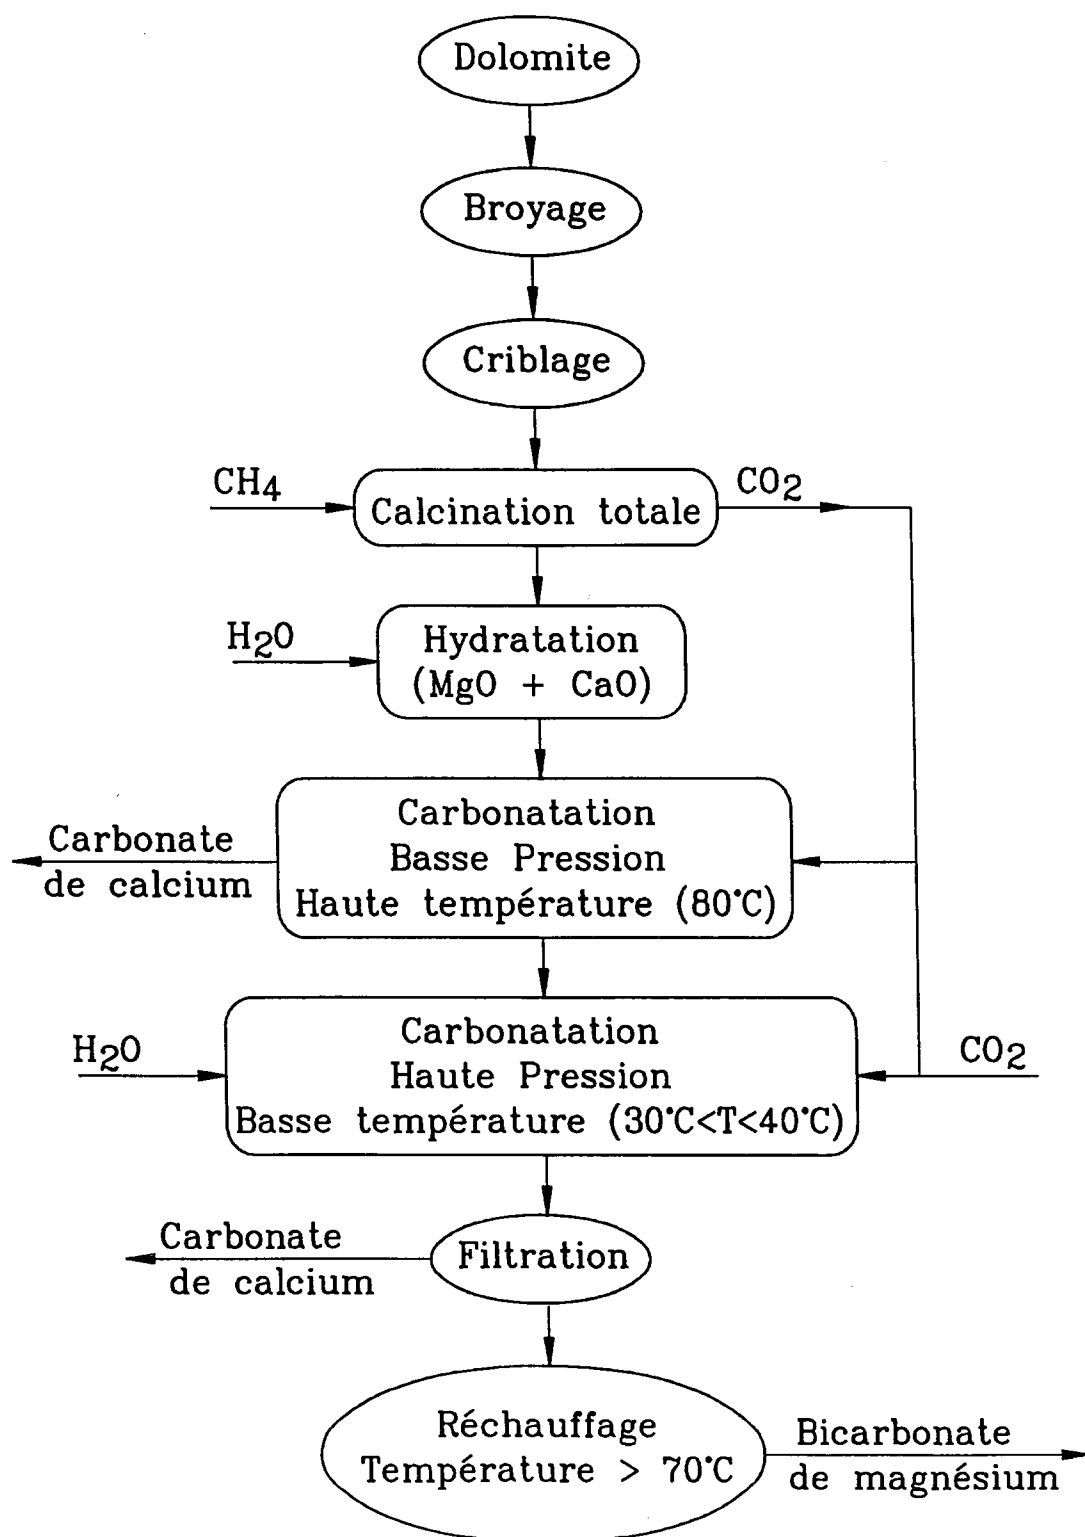 Dolomite
Broyage
Criblage
CH4
Calcination totale
CO2
H2O
Hydratation
(MgO + CaO)
Carbonate
de calcium
Carbonatation
Basse Pression
Haute température (80°C)
H2O
Carbonatation
Haute Pression
Basse température (30°C<T<40°C)
CO2
Carbonate
de calcium
Filtration
Réchauffage
Température > 70°C
Bicarbonate
de magnésium